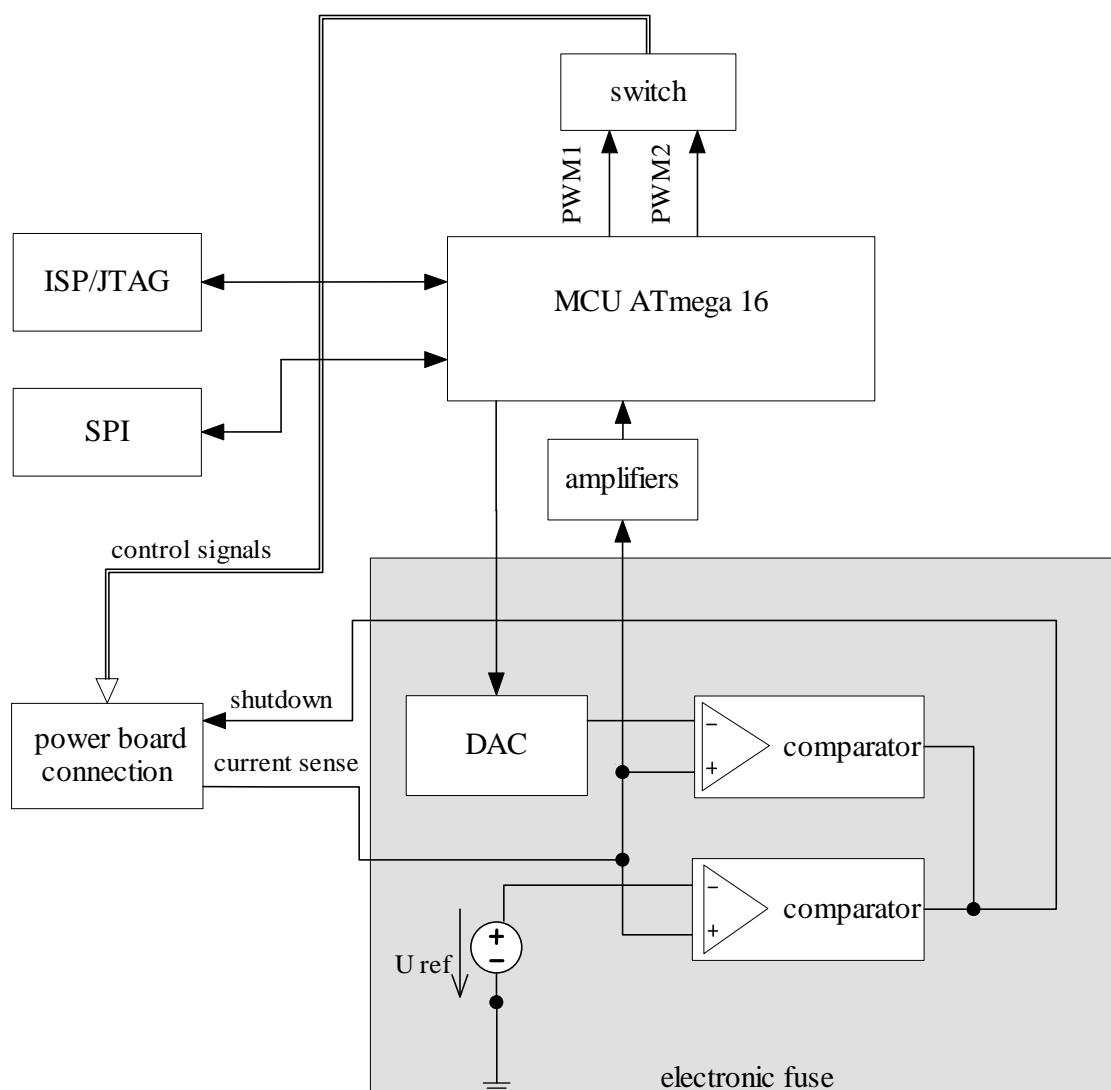 switch
PWM1
PWM2
ISP/JTAG
MCU ATmega 16
SPI
amplifiers
control signals
shutdown
power board
connection
current sense
DAC
−
+
comparator
−
+
comparator
+
−
U ref
electronic fuse